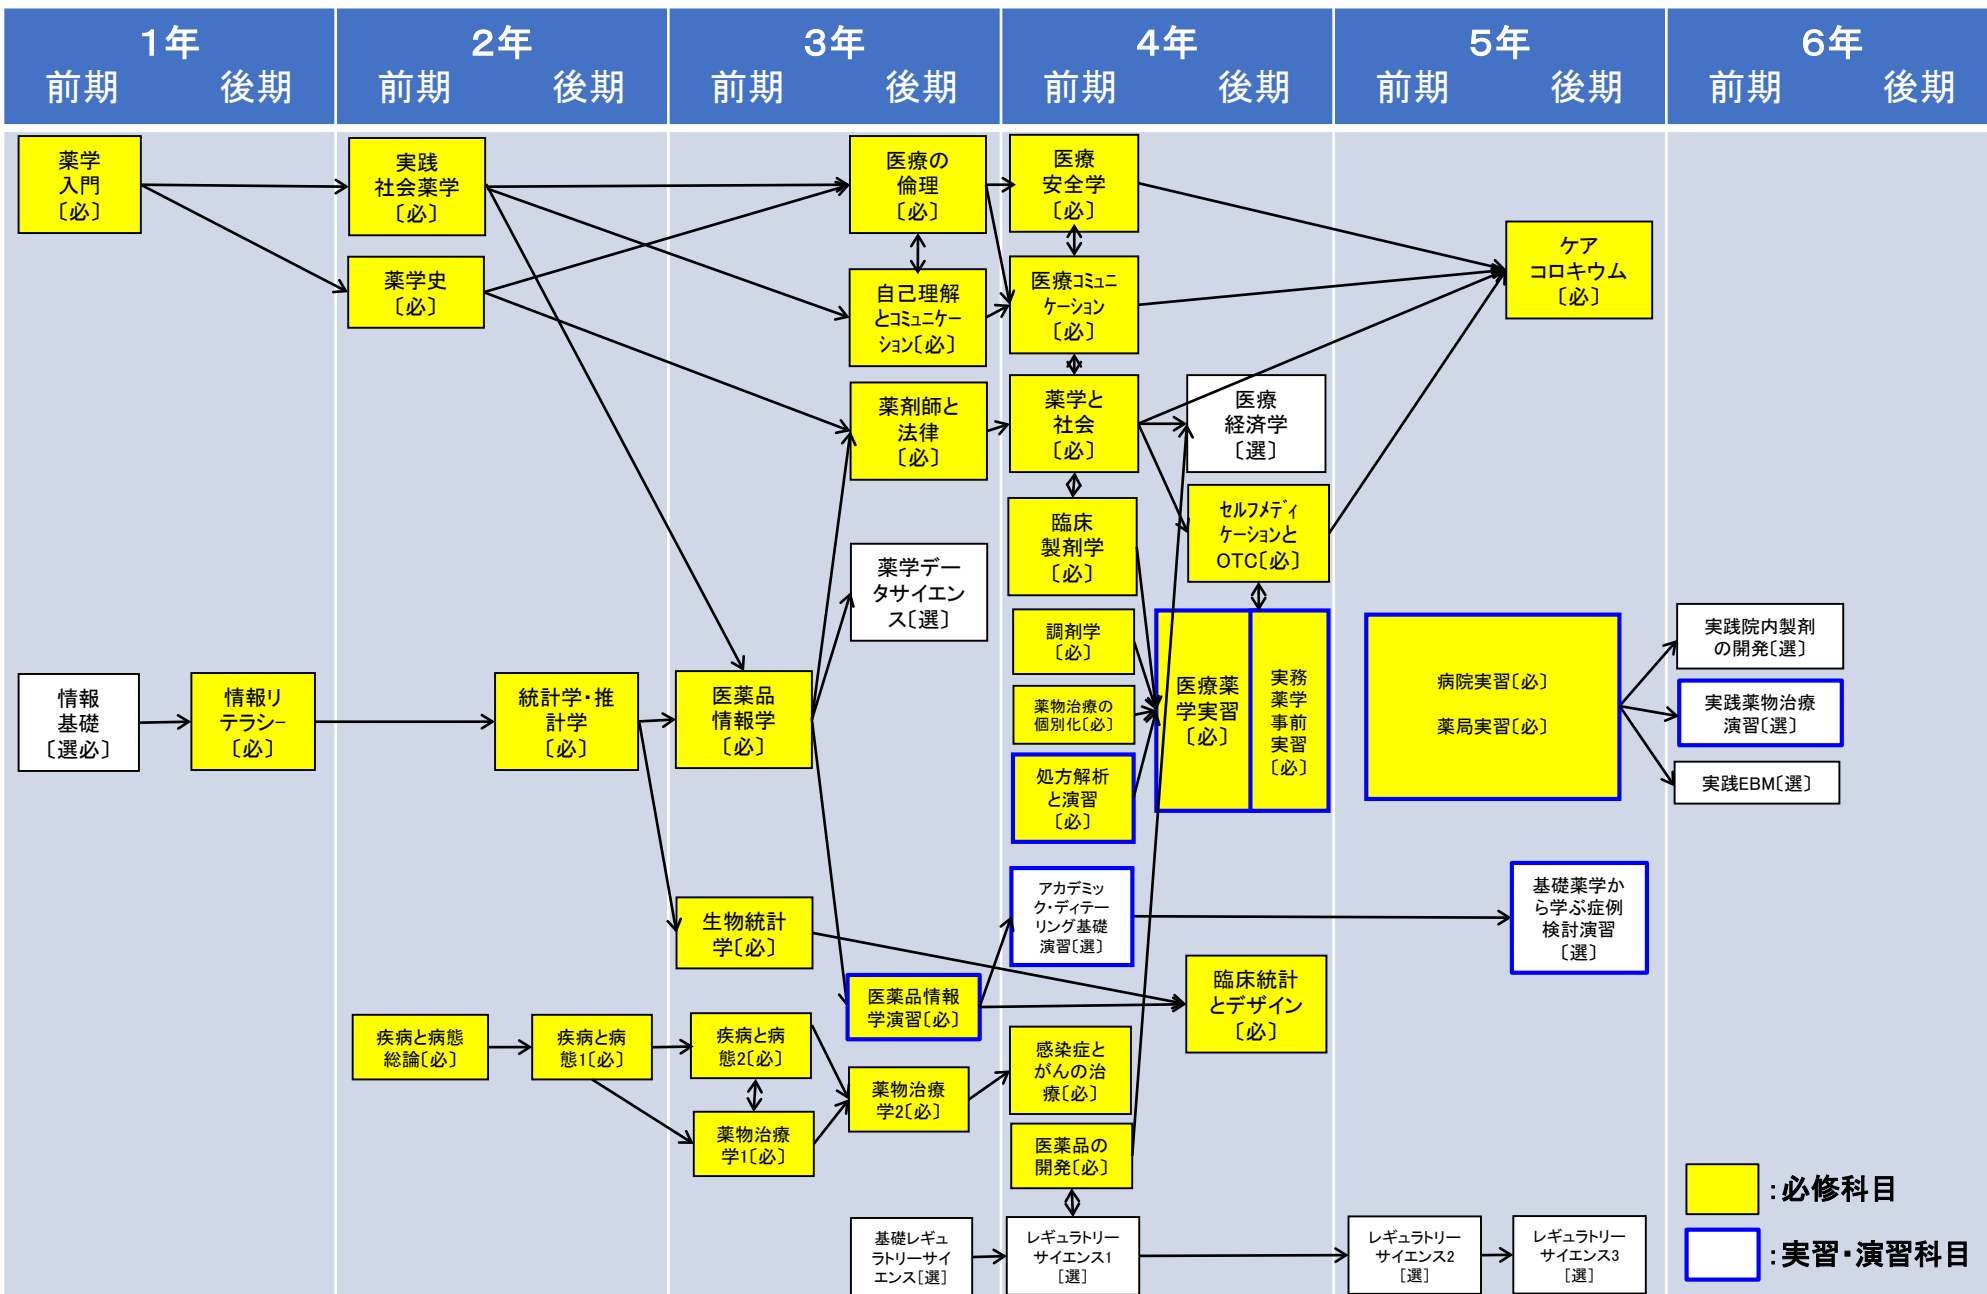 1年
2年
3年
4年
5年
6年
前期
後期
前期
後期
前期
後期
前期
後期
前期
後期
前期
後期
薬学
入門
〔必〕
実践
社会薬学
〔必〕
薬学史
〔必〕
医療の
倫理
〔必〕
自己理解
とコミュニケー
ション〔必〕
医療
安全学
〔必〕
医療コミュニ
ケーション
〔必〕
ケア
コロキウム
〔必〕
薬剤師と
法律
〔必〕
薬学と
社会
〔必〕
医療
経済学
〔選〕
臨床
製剤学
〔必〕
セルフメディ
ケーションと
OTC〔必〕
薬学デー
タサイエン
ス〔選〕
調剤学
〔必〕
薬物治療の
個別化〔必〕
処方解析
と演習
〔必〕
医療薬
学実習
〔必〕
実務
薬学
事前
実習
〔必〕
病院実習〔必〕
薬局実習〔必〕
実践院内製剤
の開発〔選〕
実践薬物治療
演習〔選〕
実践EBM〔選〕
情報
基礎
〔選必〕
情報リ
テラシー
〔必〕
統計学・推
計学
〔必〕
医薬品
情報学
〔必〕
生物統計
学〔必〕
医薬品情報
学演習〔必〕
アカデミッ
ク・ディテー
リング基礎
演習〔選〕
基礎薬学か
ら学ぶ症例
検討演習
〔選〕
臨床統計
とデザイン
〔必〕
疾病と病態
総論〔必〕
疾病と病
態1〔必〕
疾病と病
態2〔必〕
薬物治療
学1〔必〕
薬物治療
学2〔必〕
感染症と
がんの治
療〔必〕
医薬品の
開発〔必〕
基礎レギュ
ラトリーサイ
エンス[選]
レギュラトリー
サイエンス1
[選]
レギュラトリー
サイエンス2
[選]
レギュラトリー
サイエンス3
[選]
：必修科目
：実習・演習科目